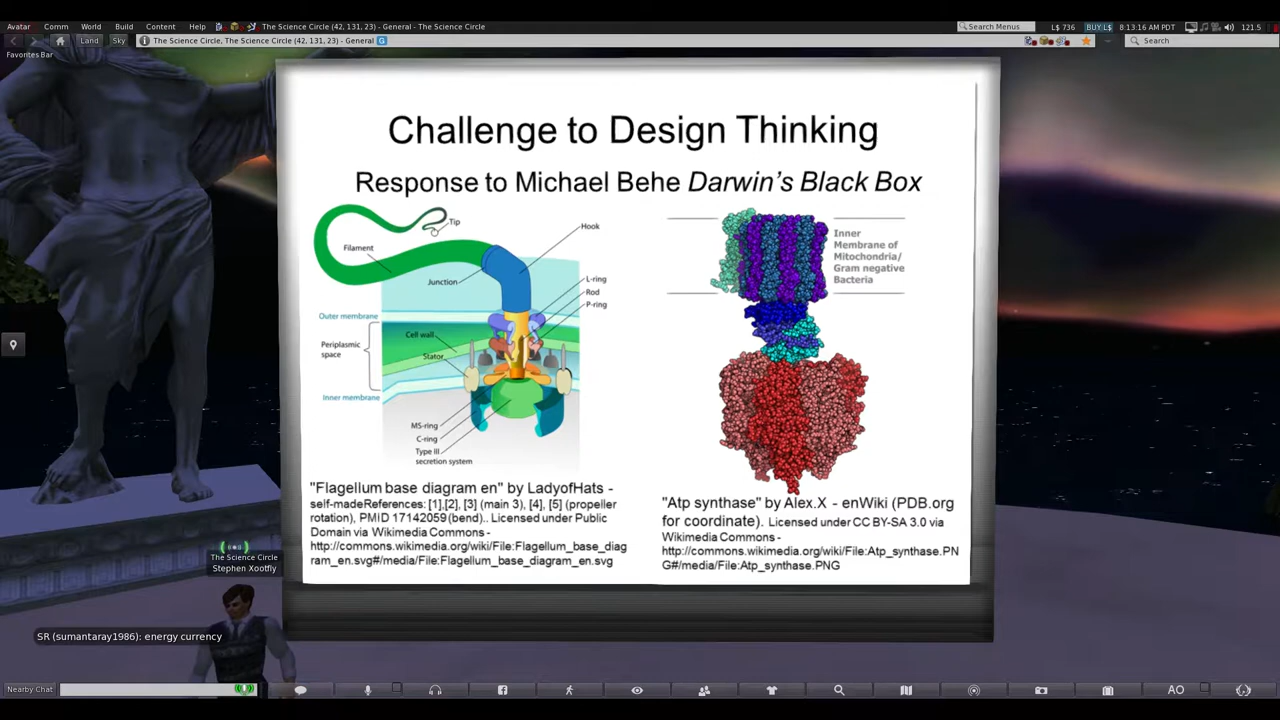 Avatar Comm World Build Content Help The Science Circle (42, 131, 23) - General - The Science Circle Search Menus L$ 736 BUY L$ 8:13:16 AM PDT 121.5
Land Sky The Science Circle, The Science Circle (42, 131, 23) - General G Search
Favorites Bar
Challenge to Design Thinking
Response to Michael Behe Darwin's Black Box
Tip
Filament
Hook
Junction
L-ring
Rod
P-ring
Outer membrane
Cell wall
Periplasmic
space
Stator
Inner membrane
MS-ring
C-ring
Type III
secretion system
Inner
Membrane of
Mitochondria/
Gram negative
Bacteria
"Flagellum base diagram en" by LadyofHats -
self-madeReferences: [1],[2], [3] (main 3), [4], [5] (propeller
rotation), PMID 17142059(bend).. Licensed under Public
Domain via Wikimedia Commons -
http://commons.wikimedia.org/wiki/File:Flagellum_base_diag
ram_en.svg#/media/File:Flagellum_base_diagram_en.svg
"Atp synthase" by Alex.X - enWiki (PDB.org
for coordinate). Licensed under CC BY-SA 3.0 via
Wikimedia Commons -
http://commons.wikimedia.org/wiki/File:Atp_synthase.PN
G#/media/File:Atp_synthase.PNG
The Science Circle
Stephen Xootfly
SR (sumantaray1986): energy currency
Nearby Chat AO